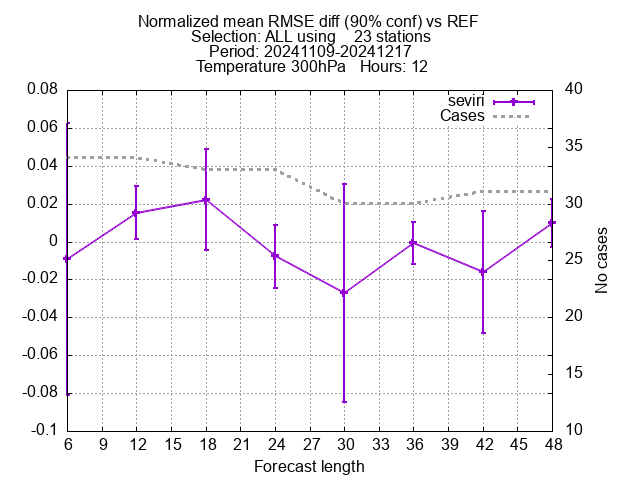 Normalized mean RMSE diff (90% conf) vs REF
Selection: ALL using    23 stations
Period: 20241109-20241217
Temperature 300hPa   Hours: 12
seviri
Cases
0.08
0.06
0.04
0.02
0
-0.02
-0.04
-0.06
-0.08
-0.1
40
35
30
25
20
15
10
No cases
6 9 12 15 18 21 24 27 30 33 36 39 42 45 48
Forecast length